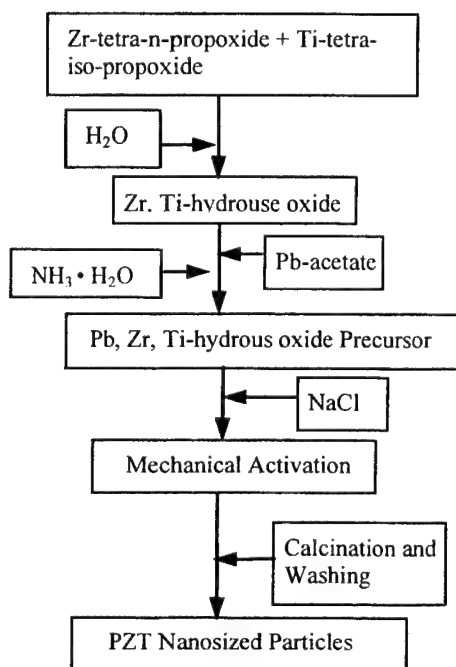 Zr-tetra-n-propoxide + Ti-tetra-
iso-propoxide
H₂O
Zr. Ti-hydrouse oxide
Pb-acetate
NH₃ • H₂O
Pb, Zr, Ti-hydrous oxide Precursor
NaCl
Mechanical Activation
Calcination and
Washing
PZT Nanosized Particles